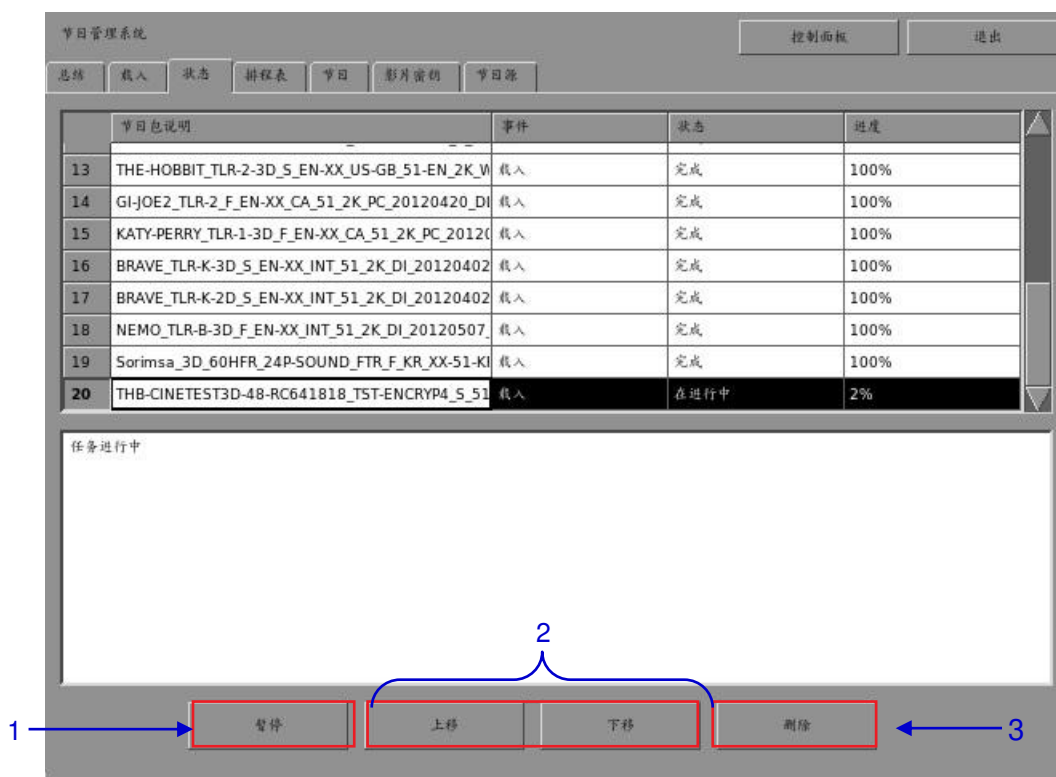 节目管理系统
控制面板
退出
总结 载入 状态 排程表 节目 影片密钥 节目源
节目包说明 事件 状态 进度
13 THE-HOBBIT_TLR-2-3D_S_EN-XX_US-GB_51-EN_2K_W 载入 完成 100%
14 GI-JOE2_TLR-2_F_EN-XX_CA_51_2K_PC_20120420_DI 载入 完成 100%
15 KATY-PERRY_TLR-1-3D_F_EN-XX_CA_51_2K_PC_20120 载入 完成 100%
16 BRAVE_TLR-K-3D_S_EN-XX_INT_51_2K_DI_20120402 载入 完成 100%
17 BRAVE_TLR-K-2D_S_EN-XX_INT_51_2K_DI_20120402 载入 完成 100%
18 NEMO_TLR-B-3D_F_EN-XX_INT_51_2K_DI_20120507_ 载入 完成 100%
19 Sorimsa_3D_60HFR_24P-SOUND_FTR_F_KR_XX-51-KI 载入 完成 100%
20 THB-CINETEST3D-48-RC641818_TST-ENCRYP4_S_51 载入 在进行中 2%
任务进行中
2
1 暂停 上移 下移 删除 3